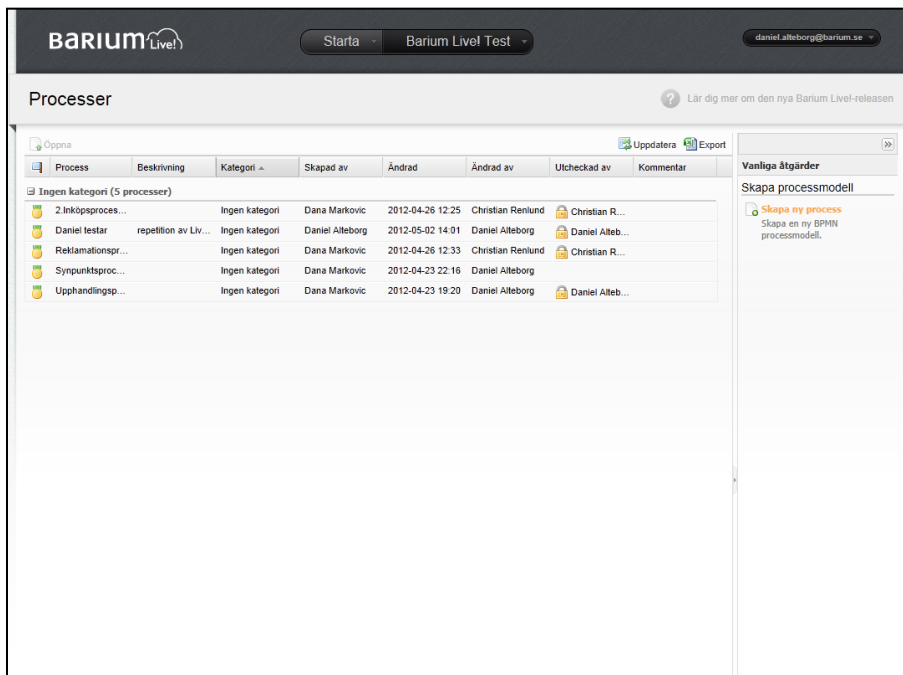 BARIUM Live!
Starta Barium Live! Test
daniel.alteborg@barium.se
Processer
? Lär dig mer om den nya Barium Live!-releasen
Öppna Uppdatera Export
Process Beskrivning Kategori Skapad av Ändrad Ändrad av Utcheckad av Kommentar
Ingen kategori (5 processer)
2.Inköpsproces... Ingen kategori Dana Markovic 2012-04-26 12:25 Christian Renlund Christian R...
Daniel testar repetition av Liv... Ingen kategori Daniel Alteborg 2012-05-02 14:01 Daniel Alteborg Daniel Alteb...
Reklamationspr... Ingen kategori Dana Markovic 2012-04-26 12:33 Christian Renlund Christian R...
Synpunktsproc... Ingen kategori Dana Markovic 2012-04-23 22:16 Daniel Alteborg
Upphandlingsp... Ingen kategori Dana Markovic 2012-04-23 19:20 Daniel Alteborg Daniel Alteb...
Vanliga åtgärder
Skapa processmodell
Skapa ny process
Skapa en ny BPMN
processmodell.